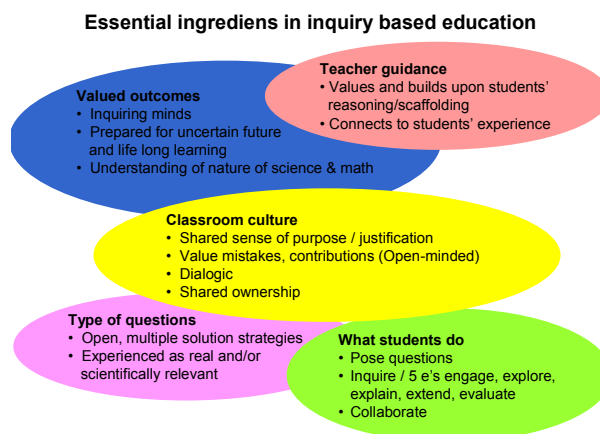 Essential ingrediens in inquiry based education
Teacher guidance
• Values and builds upon students'
reasoning/scaffolding
• Connects to students' experience
Valued outcomes
• Inquiring minds
• Prepared for uncertain future
and life long learning
• Understanding of nature of science & math
Classroom culture
• Shared sense of purpose / justification
• Value mistakes, contributions (Open-minded)
• Dialogic
• Shared ownership
Type of questions
• Open, multiple solution strategies
• Experienced as real and/or
scientifically relevant
What students do
• Pose questions
• Inquire / 5 e's engage, explore,
explain, extend, evaluate
• Collaborate